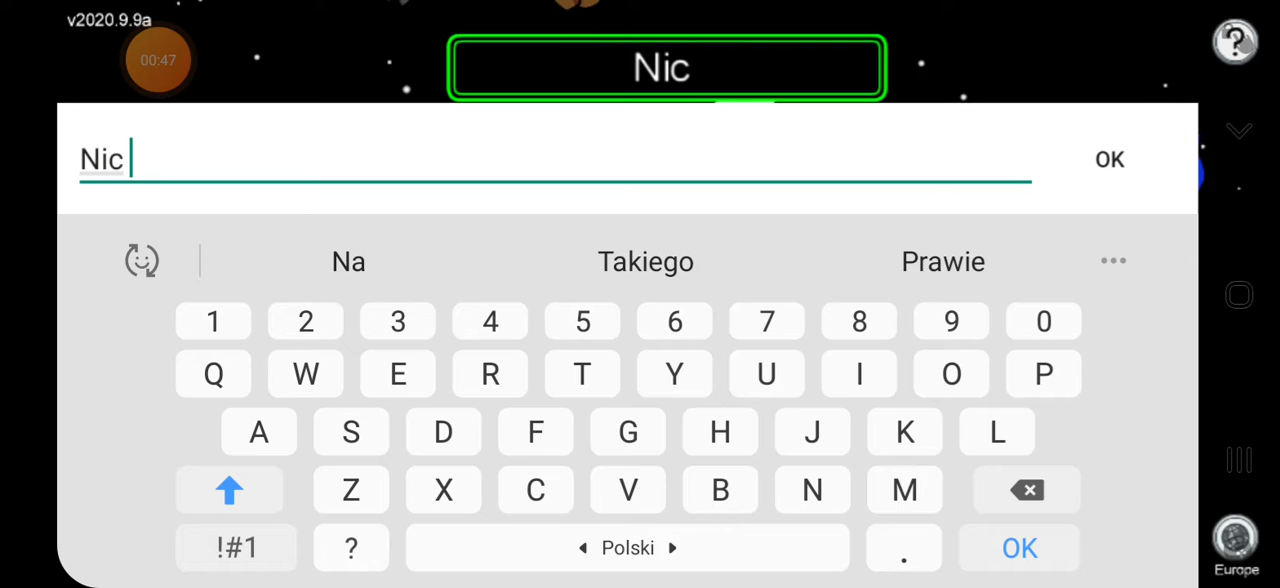 v2020.9.9a
00:47
Nic
?
Nic
OK
Na Takiego Prawie
1 2 3 4 5 6 7 8 9 0
Q W E R T Y U I O P
A S D F G H J K L
Z X C V B N M
!#1 ? Polski . OK
Europe